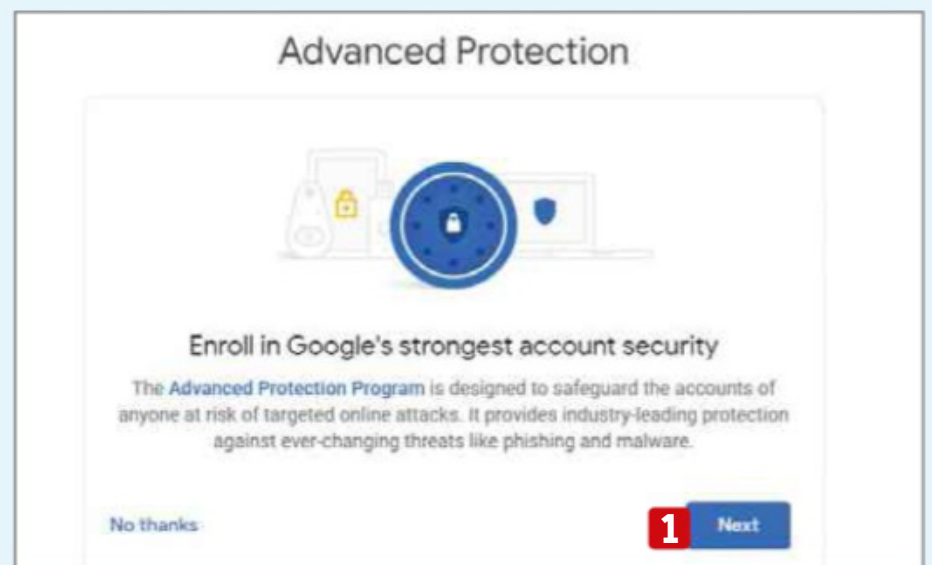 Advanced Protection
Enroll in Google's strongest account security
The Advanced Protection Program is designed to safeguard the accounts of
anyone at risk of targeted online attacks. It provides industry-leading protection
against ever-changing threats like phishing and malware.
No thanks
1
Next